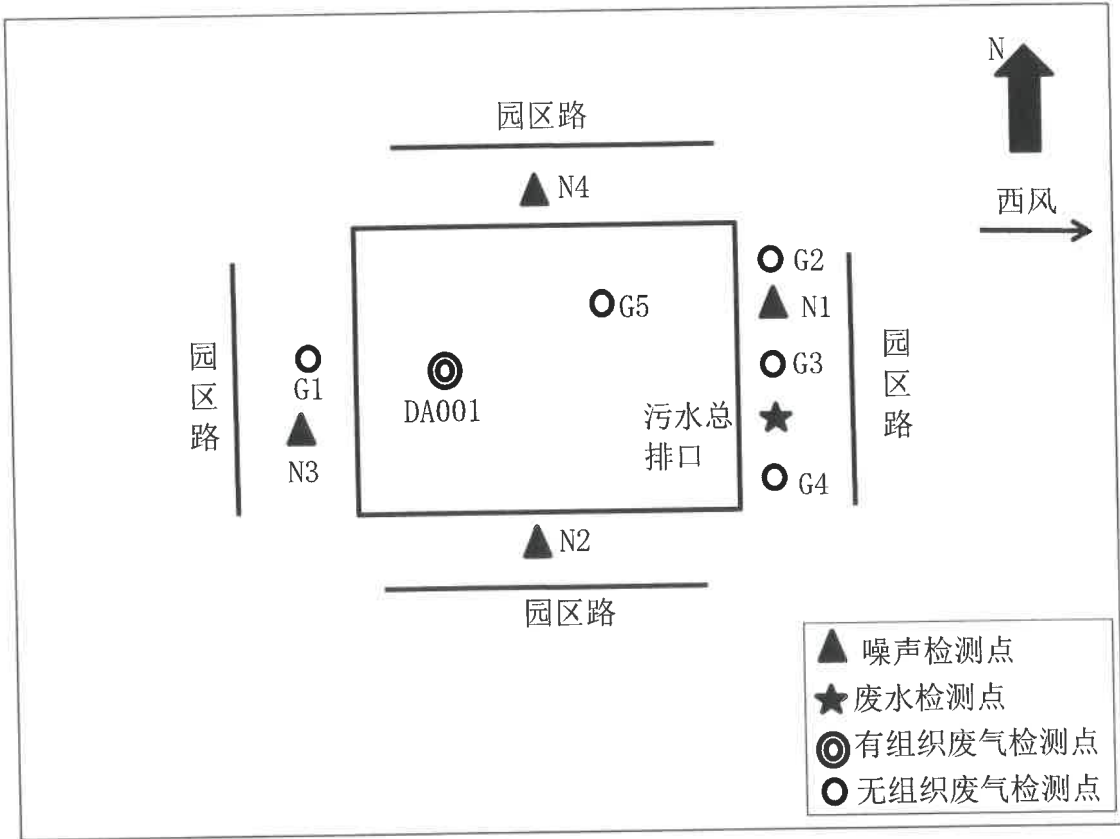 N
园区路
N4
西风
G2
G5
N1
园区路
G1
G3
园区路
DA001
污水总
排口
N3
G4
N2
园区路
噪声检测点
废水检测点
有组织废气检测点
无组织废气检测点